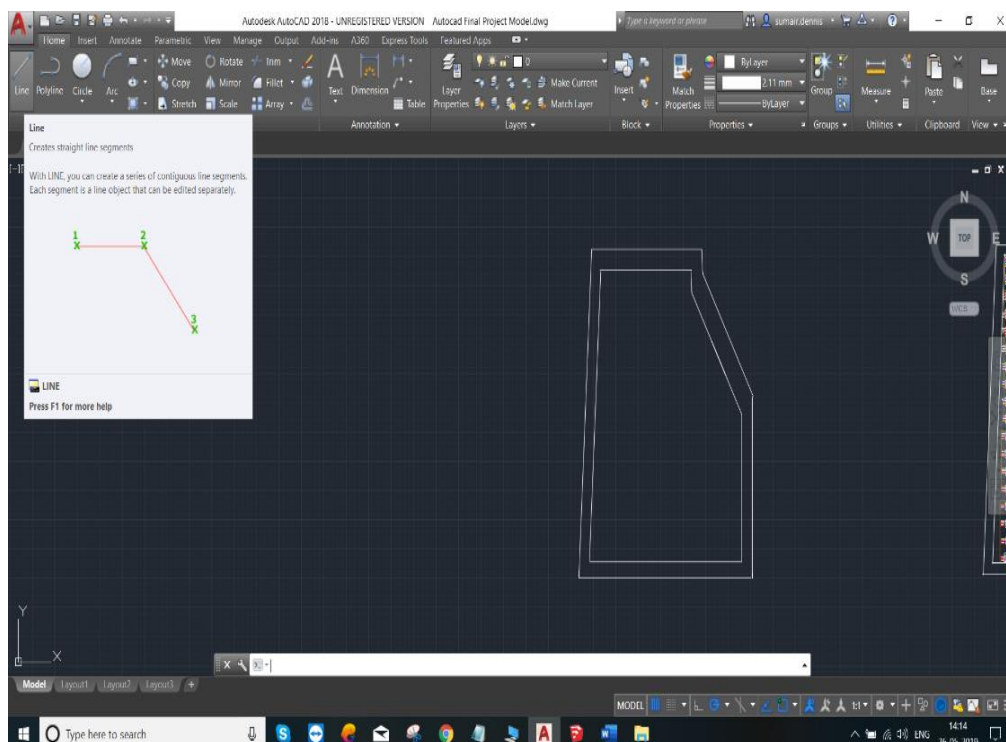 Autodesk AutoCAD 2018 - UNREGISTERED VERSION Autocad Final Project Model.dwg
Type a keyword or phrase
sumair.dennis
Home Insert Annotate Parametric View Manage Output Add-ins A360 Express Tools Featured Apps
Line Polyline Circle Arc
Move Rotate Trim
Copy Mirror Fillet
Stretch Scale Array
Text Dimension
Table
Layer Properties
0
Make Current
Match Layer
Insert
Match Properties
ByLayer
2.11 mm
ByLayer
Group
Measure
Paste
Base
Annotation Layers Block Properties Groups Utilities Clipboard View
Line
Creates straight line segments
With LINE, you can create a series of contiguous line segments.
Each segment is a line object that can be edited separately.
1 2
3
LINE
Press F1 for more help
N
W TOP E
S
Y
X
Model Layout1 Layout2 Layout3 +
MODEL
1:1
Type here to search
ENG
14:14